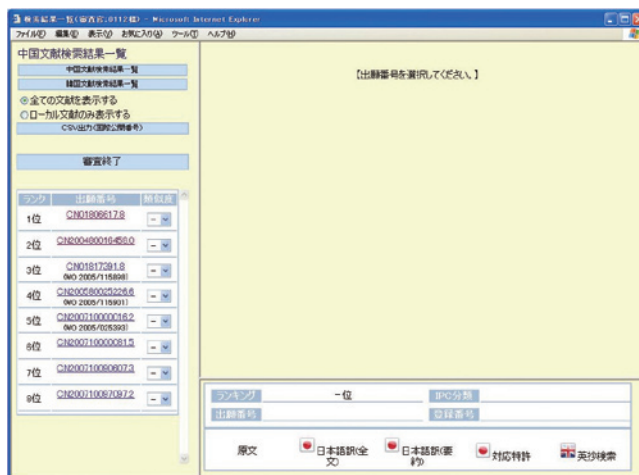 検索結果一覧(審査官:0112様) - Microsoft Internet Explorer
ファイル(F) 編集(E) 表示(V) お気に入り(A) ツール(T) ヘルプ(H)
中国文献検索結果一覧
中国文献検索結果一覧
韓国文献検索結果一覧
全ての文献を表示する
ローカル文献のみ表示する
CSV出力(国際公開番号)
審査終了
ランク 出願番号 類似度
1位 CN01806617.8 -
2位 CN200480016456.0 -
3位 CN01817391.8 -
(WO 2005/115898)
4位 CN200580025226.6 -
(WO 2005/115901)
5位 CN200710000016.2 -
(WO 2005/025393)
6位 CN200710000081.5 -
7位 CN200710090607.3 -
8位 CN200710097097.2 -
【出願番号を選択してください。】
ランキング -位 IPC分類
出願番号 登録番号
原文 日本語訳(全文) 日本語訳(要約) 対応特許 英抄検索